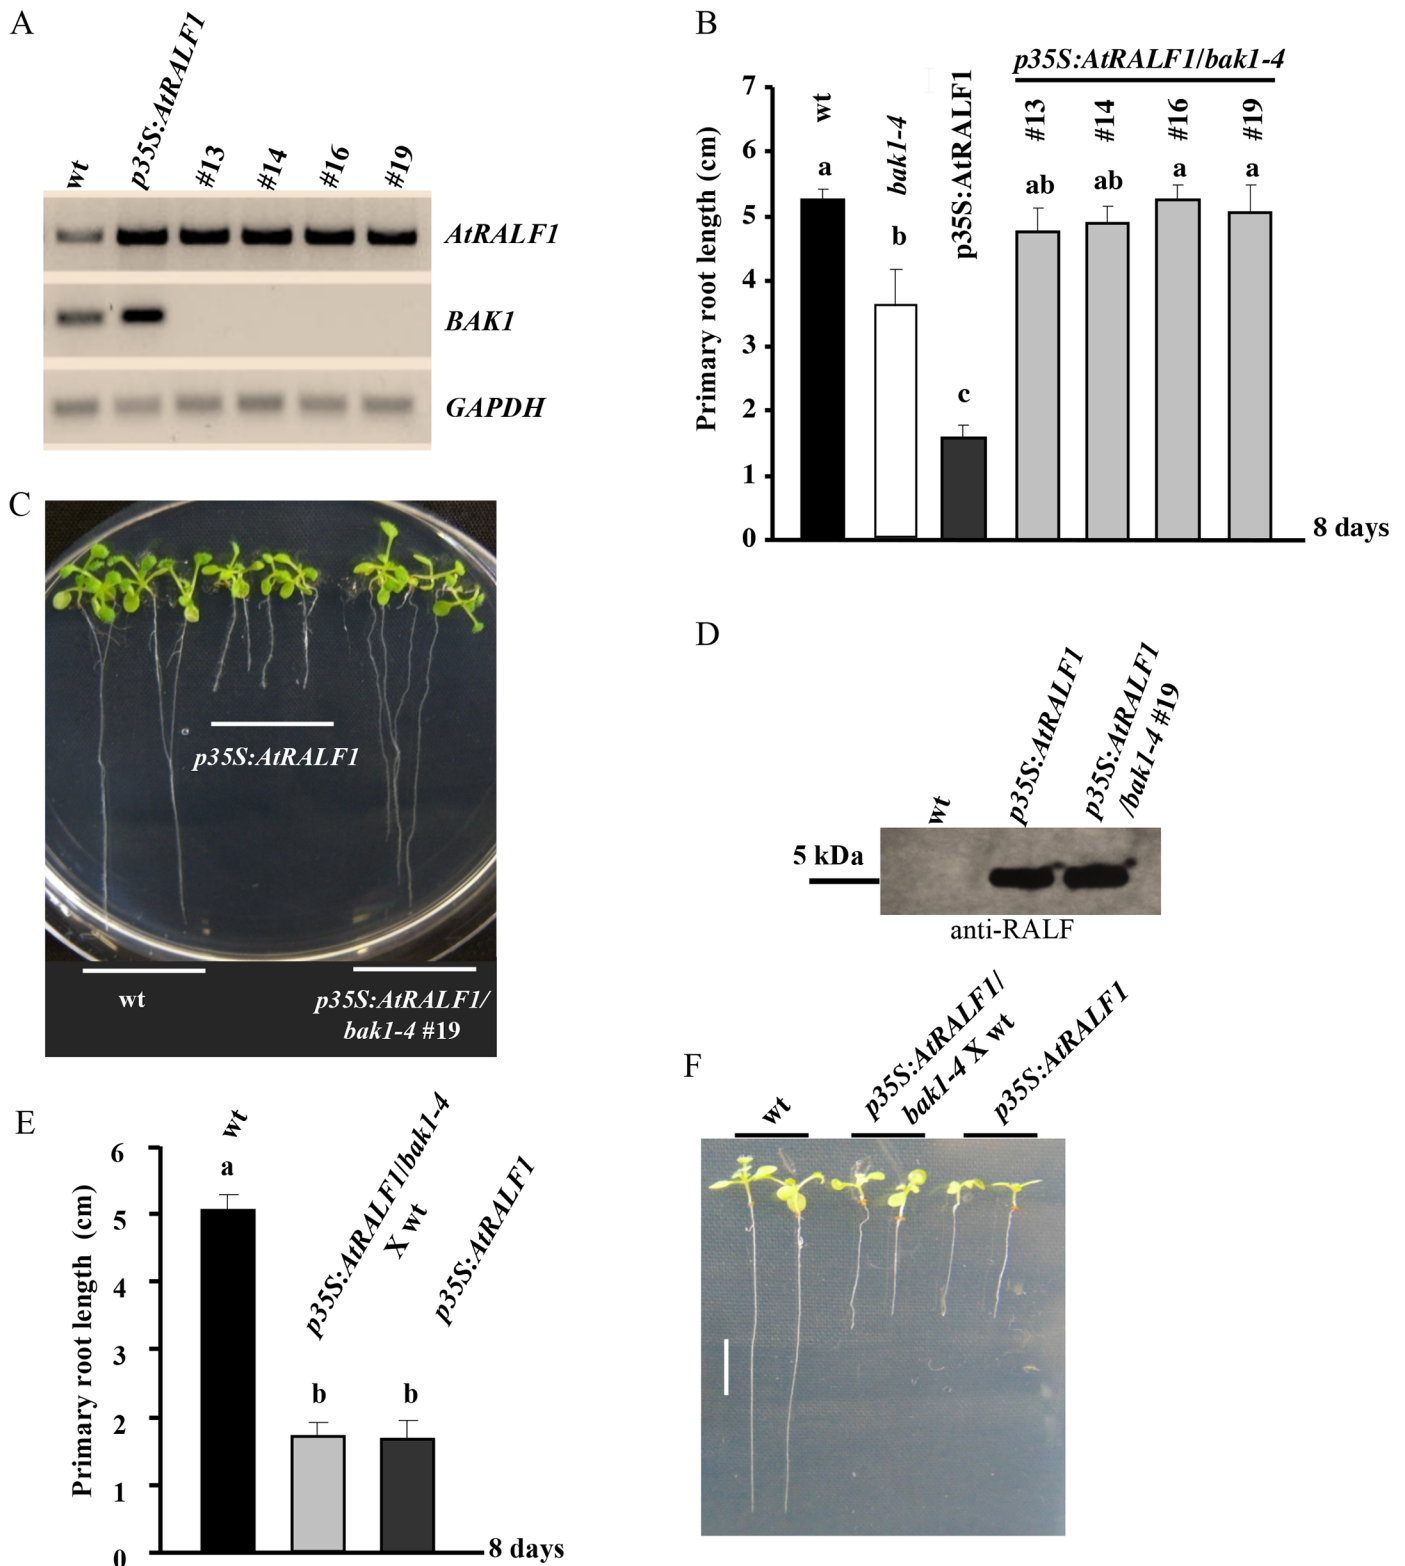 A
wt
p35S:AtRALF1
#13
#14
#16
#19
AtRALF1
BAK1
GAPDH
B
p35S:AtRALF1/bak1-4
wt
bak1-4
p35S:AtRALF1
#13
#14
#16
#19
a
b
c
ab
ab
a
a
Primary root length (cm)
7
6
5
4
3
2
1
0
8 days
C
p35S:AtRALF1
wt
p35S:AtRALF1/
bak1-4 #19
D
wt
p35S:AtRALF1
p35S:AtRALF1
/bak1-4 #19
5 kDa
anti-RALF
E
wt
p35S:AtRALF1/bak1-4
X wt
p35S:AtRALF1
a
b
b
Primary root length (cm)
6
5
4
3
2
1
0
8 days
F
wt
p35S:AtRALF1/
bak1-4 X wt
p35S:AtRALF1